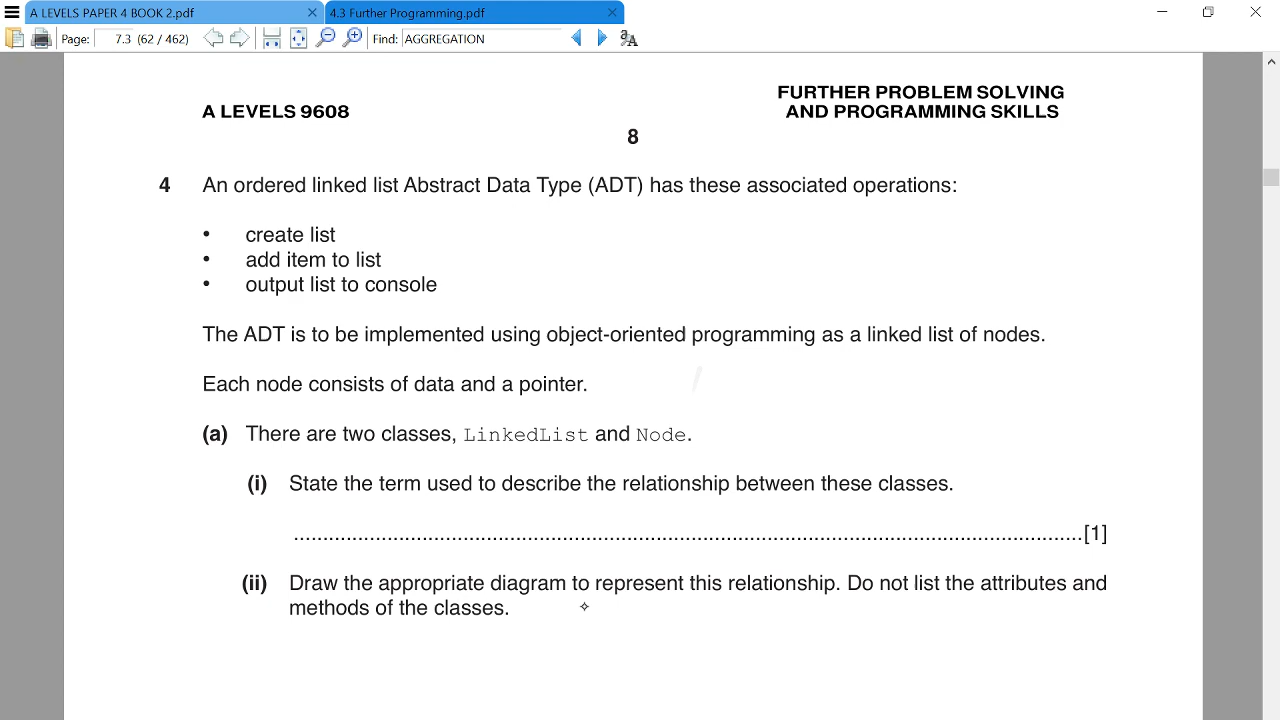 A LEVELS PAPER 4 BOOK 2.pdf
4.3 Further Programming.pdf
Page: 7.3 (62 / 462) Find: AGGREGATION
FURTHER PROBLEM SOLVING
A LEVELS 9608 AND PROGRAMMING SKILLS
8
4 An ordered linked list Abstract Data Type (ADT) has these associated operations:
• create list
• add item to list
• output list to console
The ADT is to be implemented using object-oriented programming as a linked list of nodes.
Each node consists of data and a pointer.
(a) There are two classes, LinkedList and Node.
(i) State the term used to describe the relationship between these classes.
..........................................................................................................................................[1]
(ii) Draw the appropriate diagram to represent this relationship. Do not list the attributes and
methods of the classes.